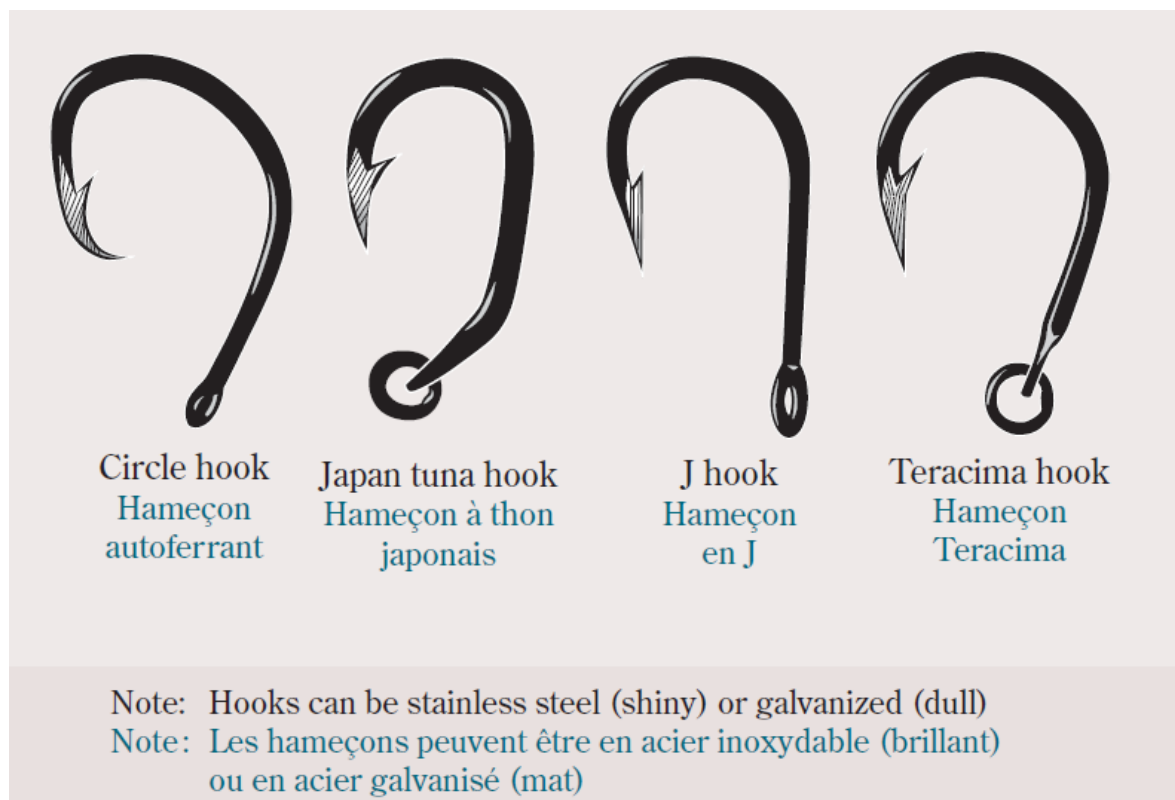 Circle hook
Hameçon
autoferrant
Japan tuna hook
Hameçon à thon
japonais
J hook
Hameçon
en J
Teracima hook
Hameçon
Teracima
Note: Hooks can be stainless steel (shiny) or galvanized (dull)
Note: Les hameçons peuvent être en acier inoxydable (brillant)
ou en acier galvanisé (mat)